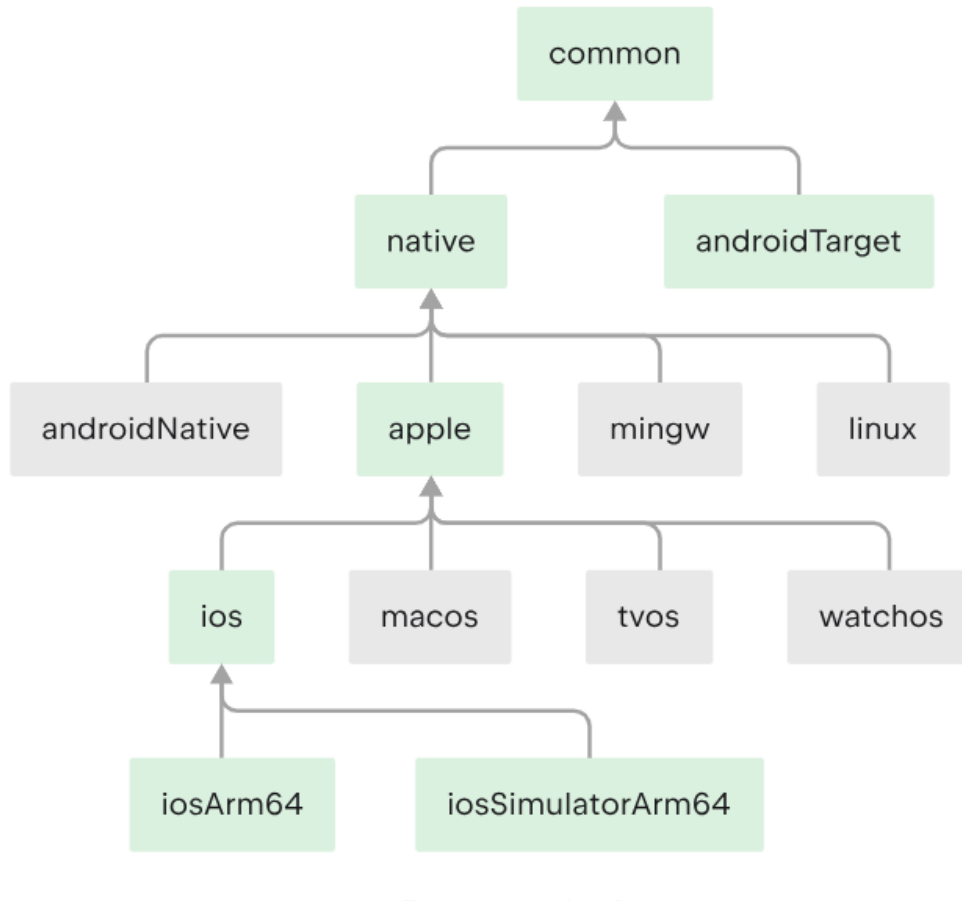 common
native
androidTarget
androidNative
apple
mingw
linux
ios
macos
tvos
watchos
iosArm64
iosSimulatorArm64